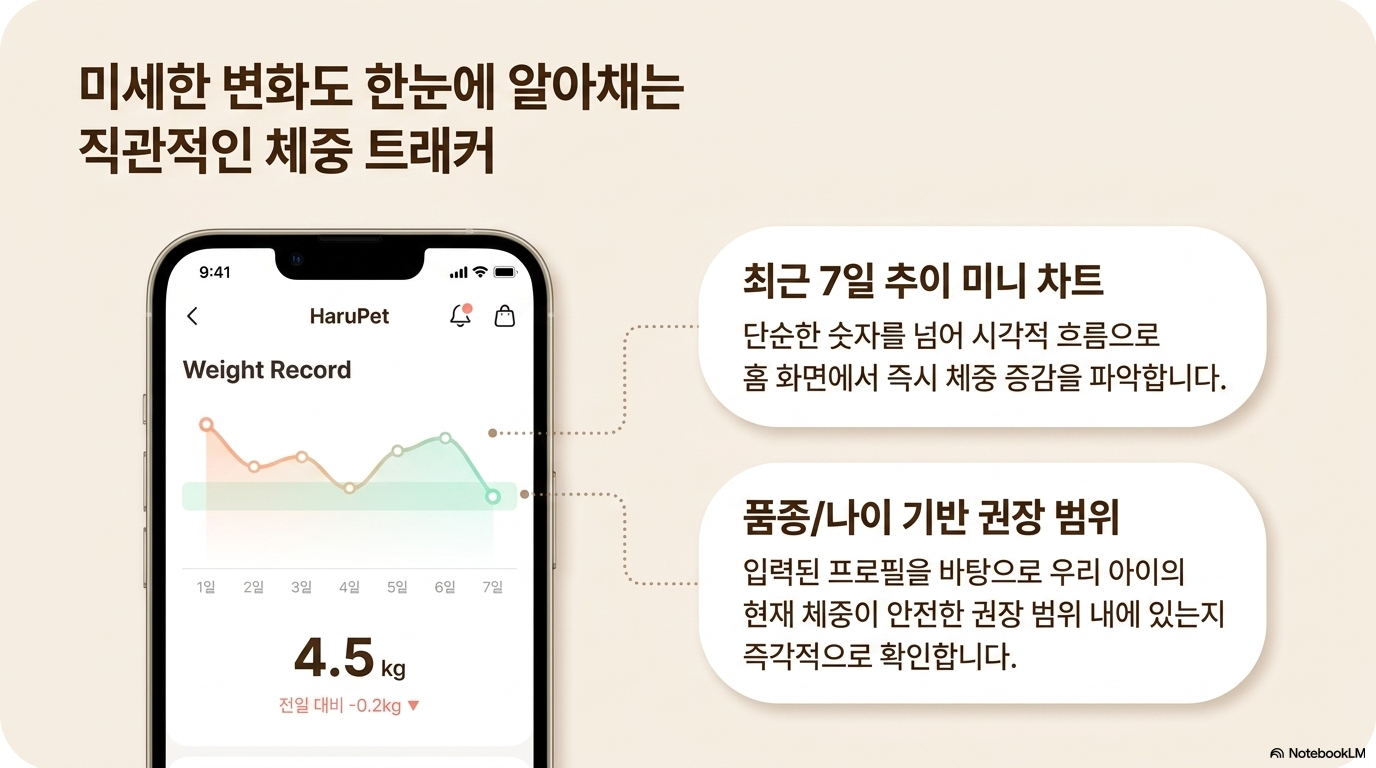 미세한 변화도 한눈에 알아채는
직관적인 체중 트래커
9:41
HaruPet
Weight Record
1일 2일 3일 4일 5일 6일 7일
4.5 kg
전일 대비 -0.2kg ▼
최근 7일 추이 미니 차트
단순한 숫자를 넘어 시각적 흐름으로
홈 화면에서 즉시 체중 증감을 파악합니다.
품종/나이 기반 권장 범위
입력된 프로필을 바탕으로 우리 아이의
현재 체중이 안전한 권장 범위 내에 있는지
즉각적으로 확인합니다.
NotebookLM